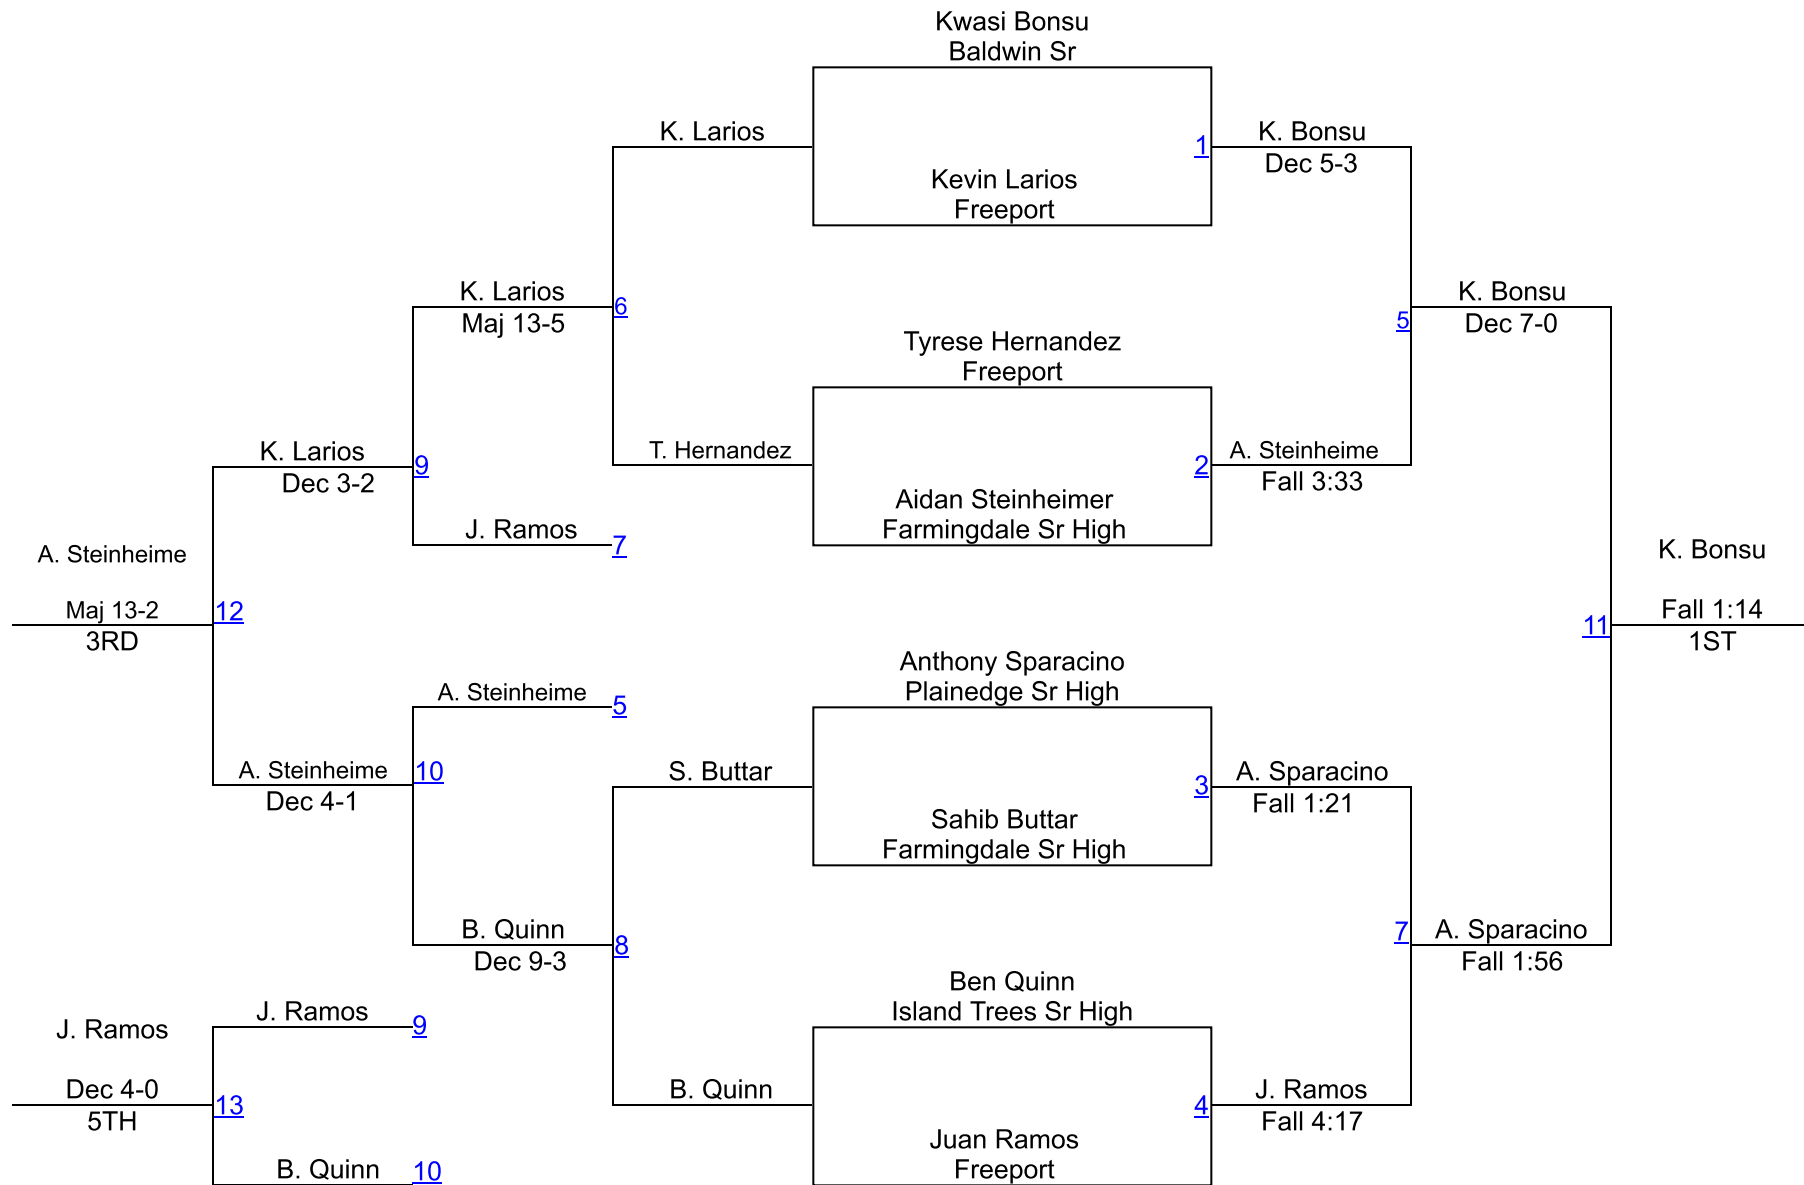 Kwasi Bonsu
Baldwin Sr
K. Larios
1
K. Bonsu
Dec 5-3
Kevin Larios
Freeport
K. Larios
Maj 13-5
6
5
K. Bonsu
Dec 7-0
Tyrese Hernandez
Freeport
K. Larios
Dec 3-2
9
T. Hernandez
2
A. Steinheime
Fall 3:33
Aidan Steinheimer
Farmingdale Sr High
J. Ramos
7
A. Steinheime
Maj 13-2
3RD
12
K. Bonsu
Fall 1:14
1ST
11
Anthony Sparacino
Plainedge Sr High
A. Steinheime
5
A. Steinheime
Dec 4-1
10
S. Buttar
3
A. Sparacino
Fall 1:21
Sahib Buttar
Farmingdale Sr High
B. Quinn
Dec 9-3
8
7
A. Sparacino
Fall 1:56
Ben Quinn
Island Trees Sr High
J. Ramos
9
J. Ramos
Dec 4-0
5TH
13
B. Quinn
4
J. Ramos
Fall 4:17
Juan Ramos
Freeport
B. Quinn
10